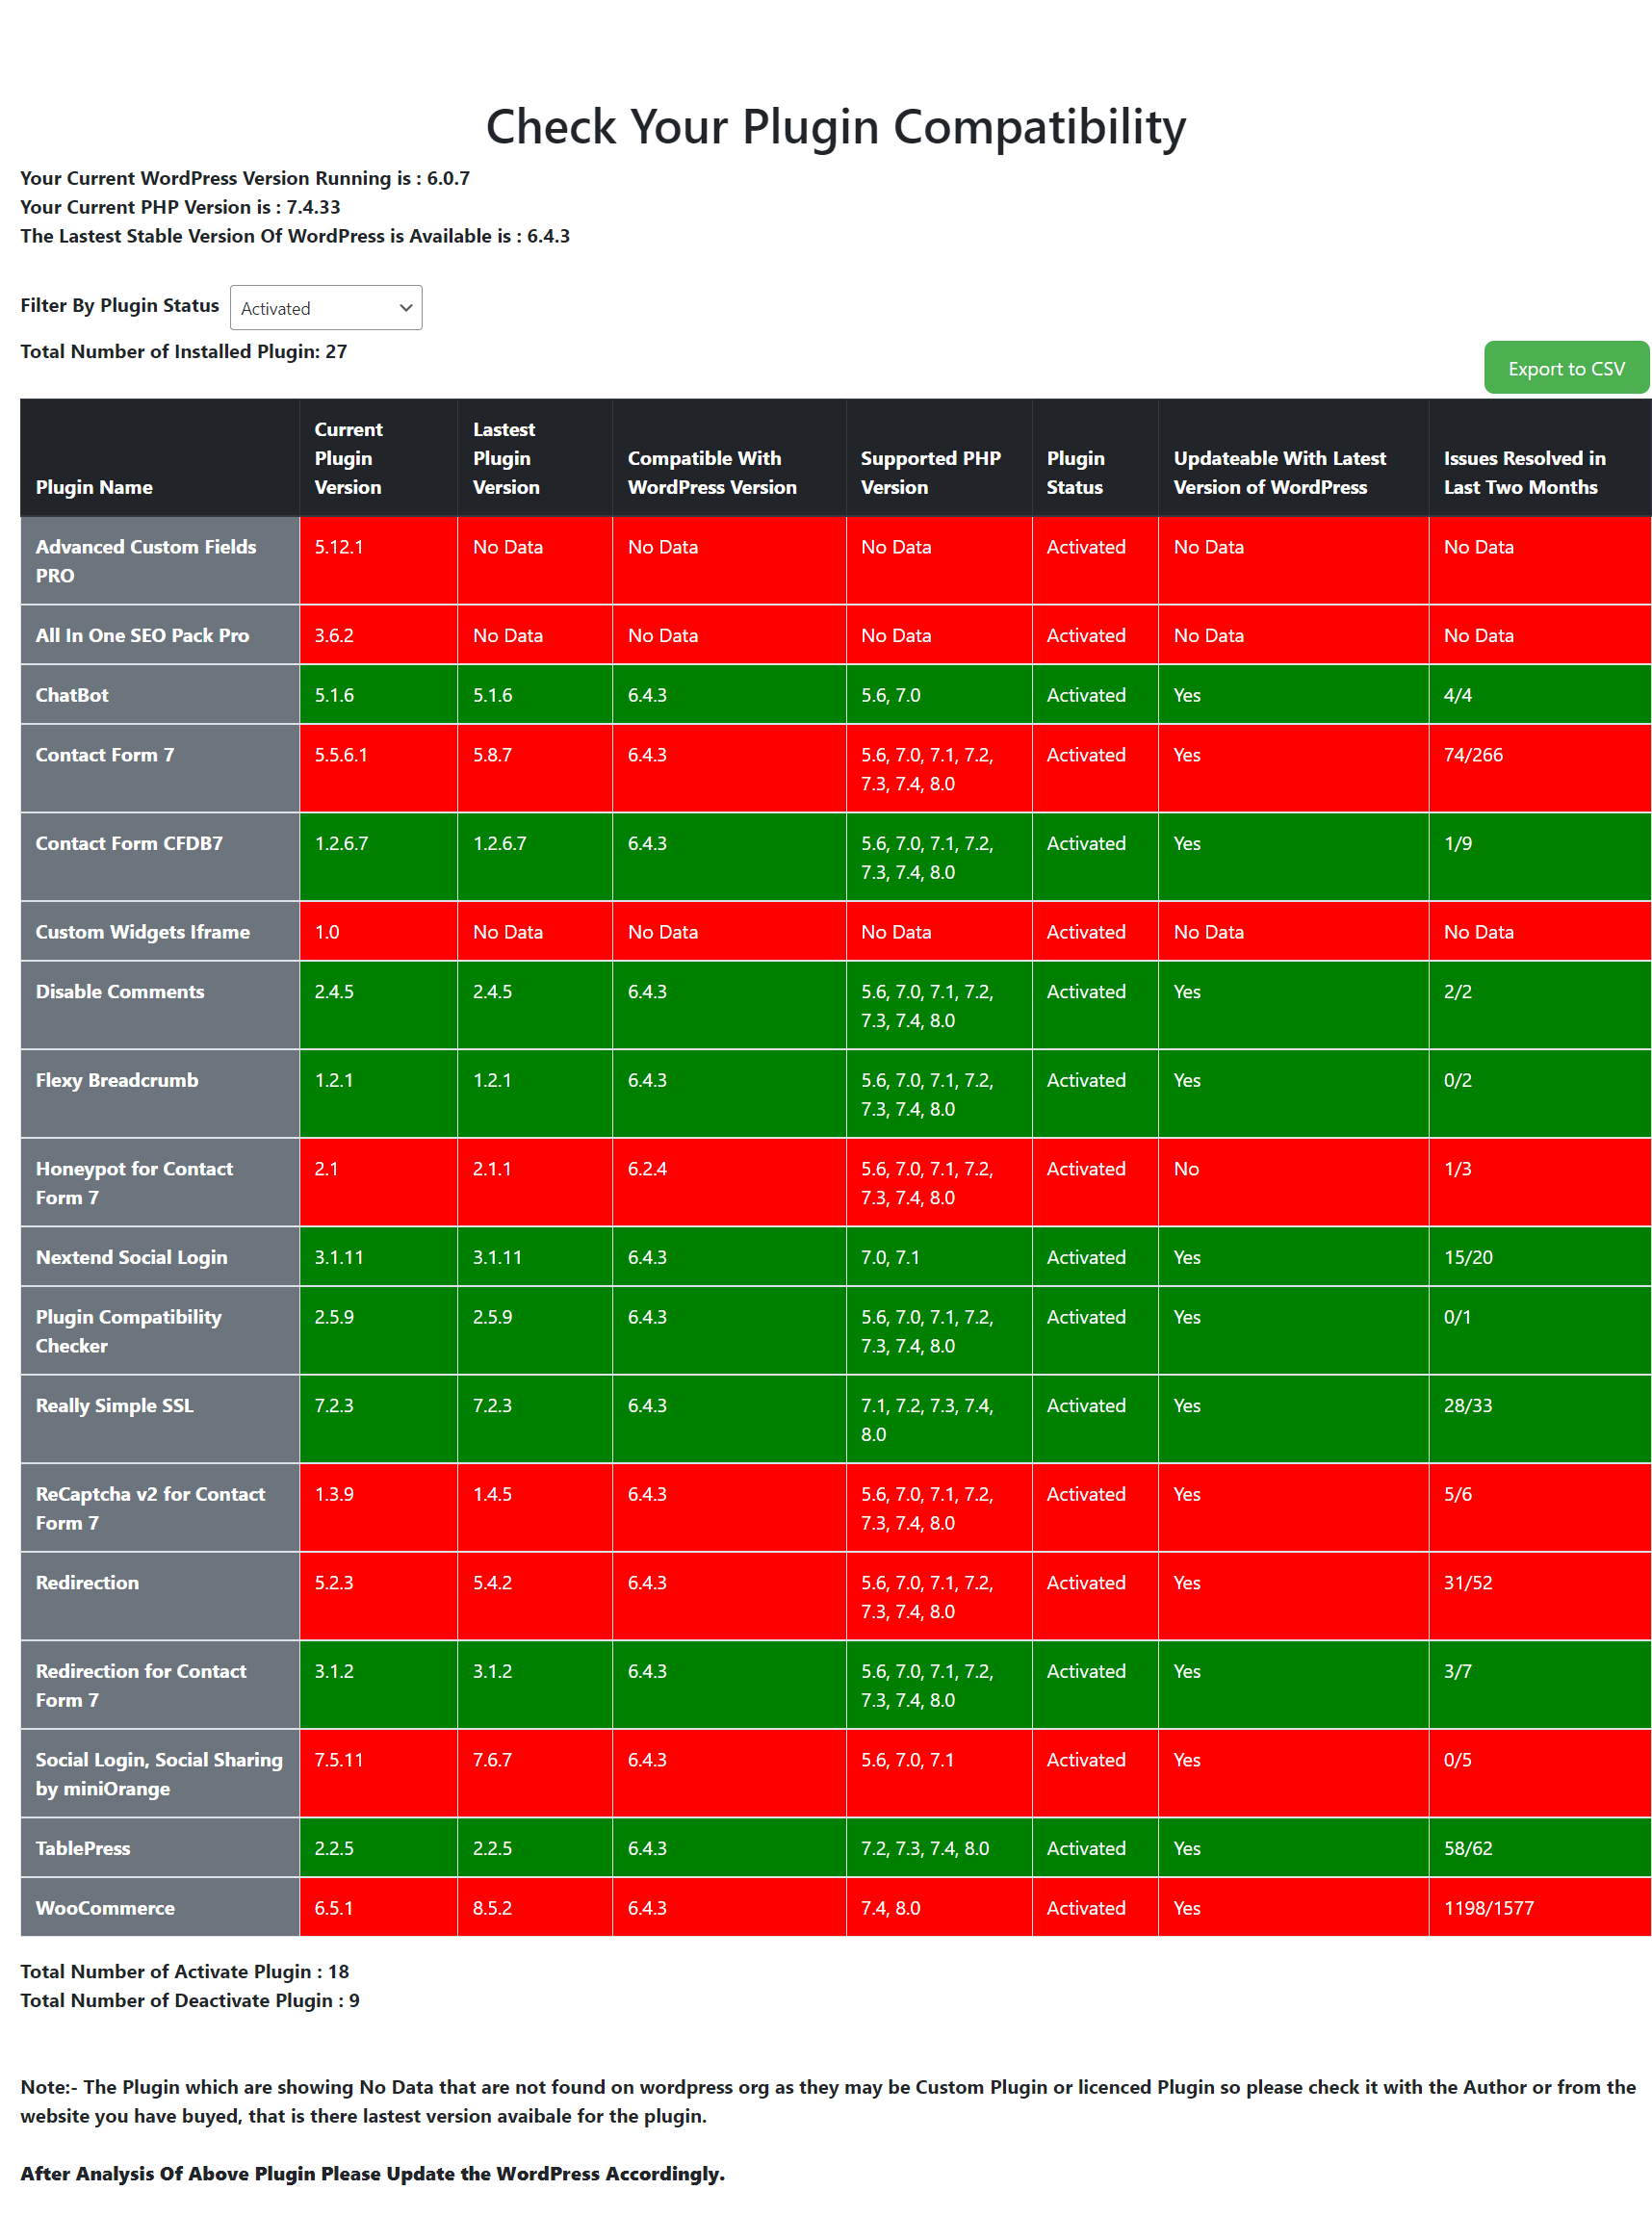 Check Your Plugin Compatibility
Your Current WordPress Version Running is : 6.0.7
Your Current PHP Version is : 7.4.33
The Lastest Stable Version Of WordPress is Available is : 6.4.3
Filter By Plugin Status Activated
Total Number of Installed Plugin: 27
Export to CSV
Plugin Name Current Plugin Version Lastest Plugin Version Compatible With WordPress Version Supported PHP Version Plugin Status Updateable With Latest Version of WordPress Issues Resolved in Last Two Months
Advanced Custom Fields PRO 5.12.1 No Data No Data No Data Activated No Data No Data
All In One SEO Pack Pro 3.6.2 No Data No Data No Data Activated No Data No Data
ChatBot 5.1.6 5.1.6 6.4.3 5.6, 7.0 Activated Yes 4/4
Contact Form 7 5.5.6.1 5.8.7 6.4.3 5.6, 7.0, 7.1, 7.2, 7.3, 7.4, 8.0 Activated Yes 74/266
Contact Form CFDB7 1.2.6.7 1.2.6.7 6.4.3 5.6, 7.0, 7.1, 7.2, 7.3, 7.4, 8.0 Activated Yes 1/9
Custom Widgets Iframe 1.0 No Data No Data No Data Activated No Data No Data
Disable Comments 2.4.5 2.4.5 6.4.3 5.6, 7.0, 7.1, 7.2, 7.3, 7.4, 8.0 Activated Yes 2/2
Flexy Breadcrumb 1.2.1 1.2.1 6.4.3 5.6, 7.0, 7.1, 7.2, 7.3, 7.4, 8.0 Activated Yes 0/2
Honeypot for Contact Form 7 2.1 2.1.1 6.2.4 5.6, 7.0, 7.1, 7.2, 7.3, 7.4, 8.0 Activated No 1/3
Nextend Social Login 3.1.11 3.1.11 6.4.3 7.0, 7.1 Activated Yes 15/20
Plugin Compatibility Checker 2.5.9 2.5.9 6.4.3 5.6, 7.0, 7.1, 7.2, 7.3, 7.4, 8.0 Activated Yes 0/1
Really Simple SSL 7.2.3 7.2.3 6.4.3 7.1, 7.2, 7.3, 7.4, 8.0 Activated Yes 28/33
ReCaptcha v2 for Contact Form 7 1.3.9 1.4.5 6.4.3 5.6, 7.0, 7.1, 7.2, 7.3, 7.4, 8.0 Activated Yes 5/6
Redirection 5.2.3 5.4.2 6.4.3 5.6, 7.0, 7.1, 7.2, 7.3, 7.4, 8.0 Activated Yes 31/52
Redirection for Contact Form 7 3.1.2 3.1.2 6.4.3 5.6, 7.0, 7.1, 7.2, 7.3, 7.4, 8.0 Activated Yes 3/7
Social Login, Social Sharing by miniOrange 7.5.11 7.6.7 6.4.3 5.6, 7.0, 7.1 Activated Yes 0/5
TablePress 2.2.5 2.2.5 6.4.3 7.2, 7.3, 7.4, 8.0 Activated Yes 58/62
WooCommerce 6.5.1 8.5.2 6.4.3 7.4, 8.0 Activated Yes 1198/1577
Total Number of Activate Plugin : 18
Total Number of Deactivate Plugin : 9
Note:- The Plugin which are showing No Data that are not found on wordpress org as they may be Custom Plugin or licenced Plugin so please check it with the Author or from the
website you have buyed, that is there lastest version avaibale for the plugin.
After Analysis Of Above Plugin Please Update the WordPress Accordingly.